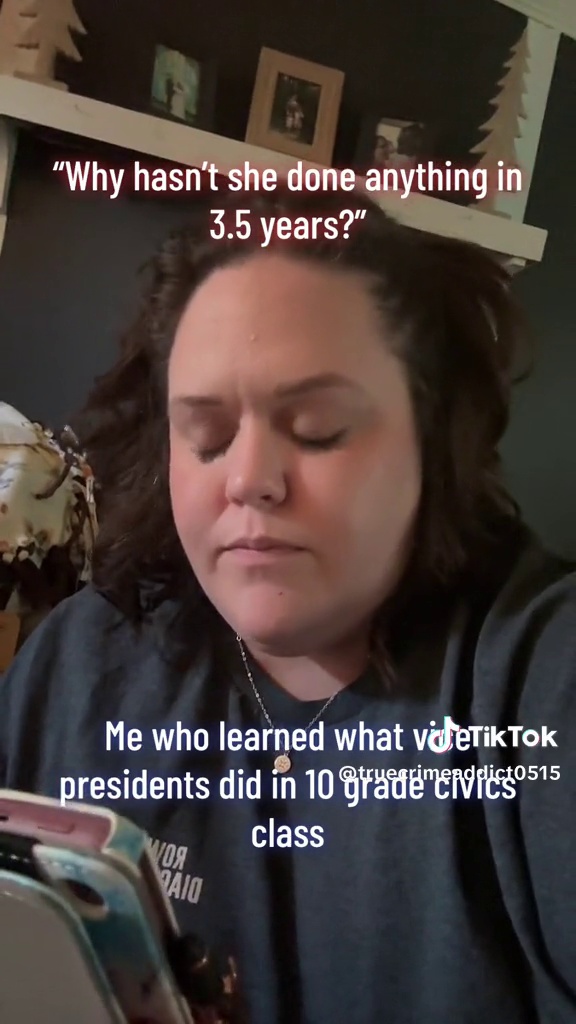 “Why hasn’t she done anything in
3.5 years?”
Me who learned what vice
TikTok
presidents did in 10 grade civics
@truecrimeaddict0515
class